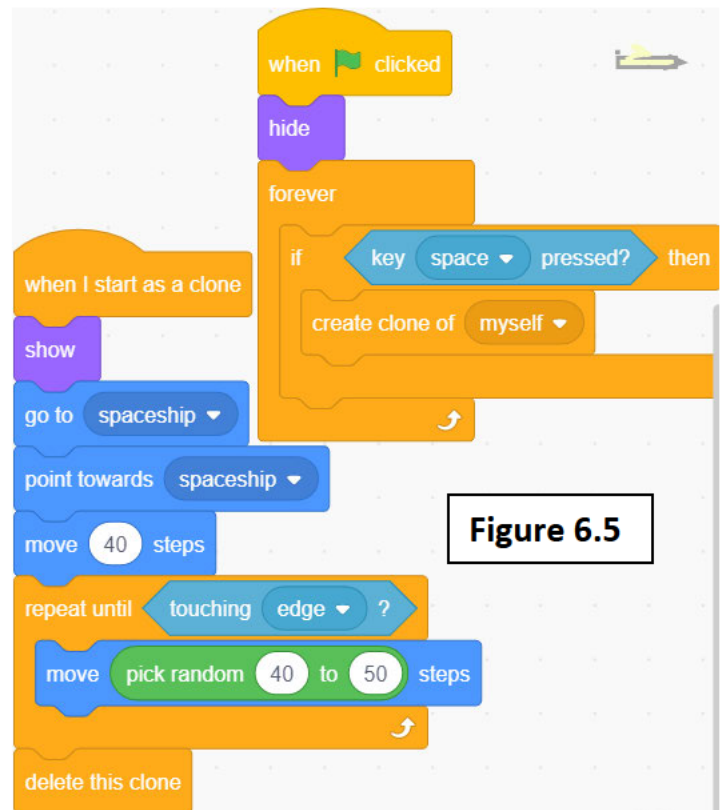 when clicked
hide
forever
if key space pressed? then
create clone of myself
when I start as a clone
show
go to spaceship
point towards spaceship
move 40 steps
repeat until touching edge ?
move pick random 40 to 50 steps
delete this clone
Figure 6.5